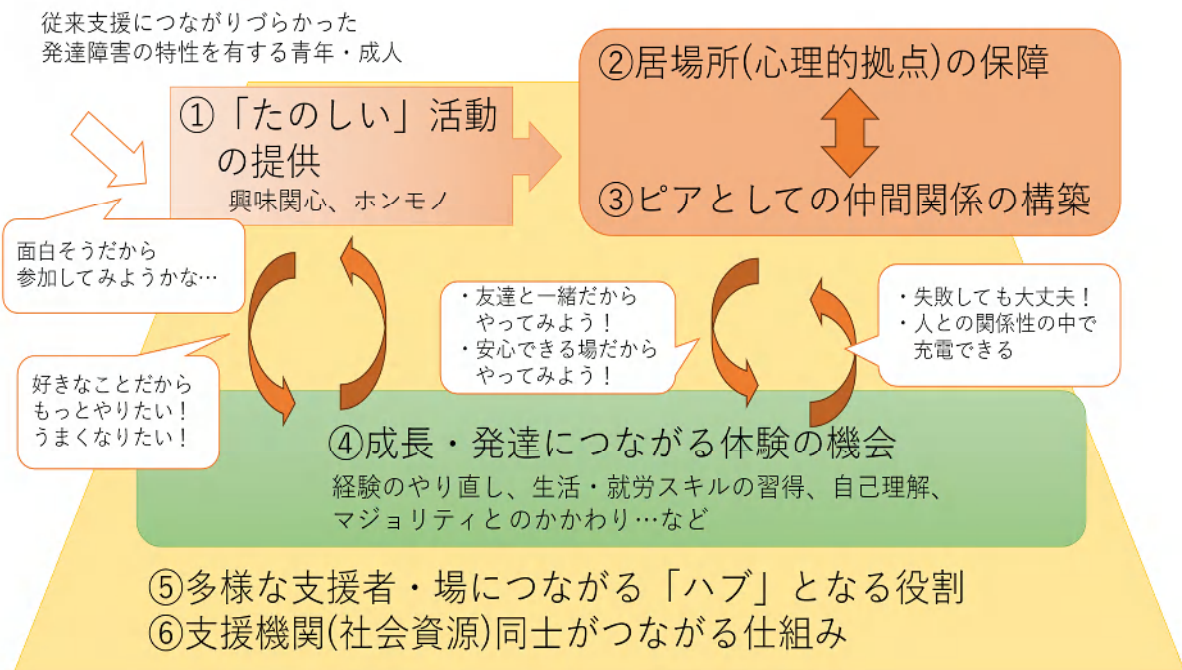 従来支援につながりづらかった
発達障害の特性を有する青年・成人
①「たのしい」活動
の提供
興味関心、ホンモノ
②居場所(心理的拠点)の保障
③ピアとしての仲間関係の構築
面白そうだから
参加してみようかな…
好きなことだから
もっとやりたい！
うまくなりたい！
・友達と一緒だから
やってみよう！
・安心できる場だから
やってみよう！
・失敗しても大丈夫！
・人との関係性の中で
充電できる
④成長・発達につながる体験の機会
経験のやり直し、生活・就労スキルの習得、自己理解、
マジョリティとのかかわり…など
⑤多様な支援者・場につながる「ハブ」となる役割
⑥支援機関(社会資源)同士がつながる仕組み